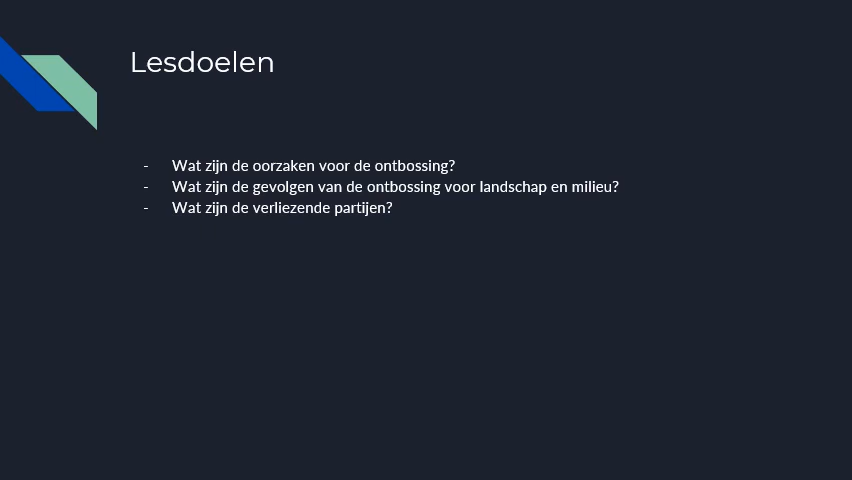 Lesdoelen
- Wat zijn de oorzaken voor de ontbossing?
- Wat zijn de gevolgen van de ontbossing voor landschap en milieu?
- Wat zijn de verliezende partijen?